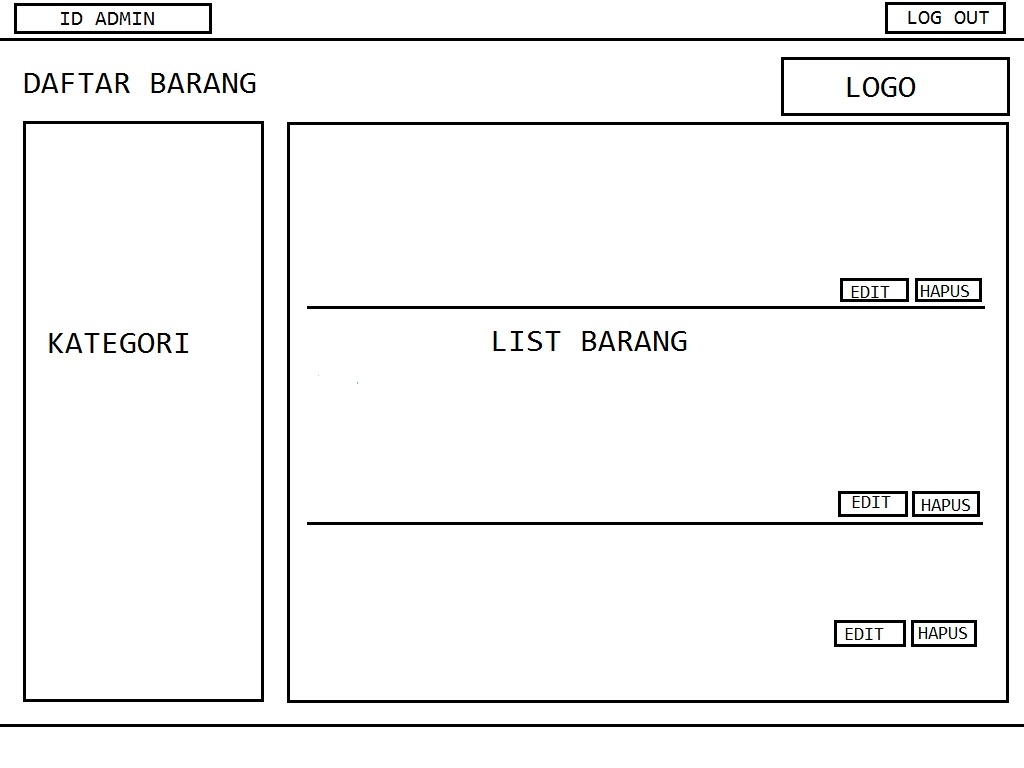 ID ADMIN
LOG OUT
DAFTAR BARANG
LOGO
KATEGORI
EDIT
HAPUS
LIST BARANG
EDIT
HAPUS
EDIT
HAPUS